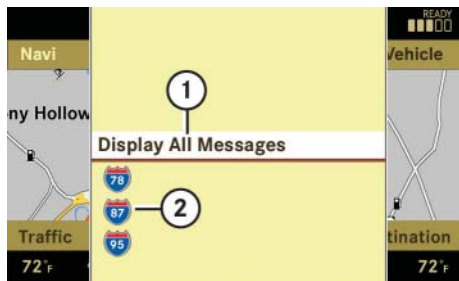 READY
Navi
Vehicle
ny Hollow
1
Display All Messages
78
87
2
95
Traffic
tination
72°F
72°F